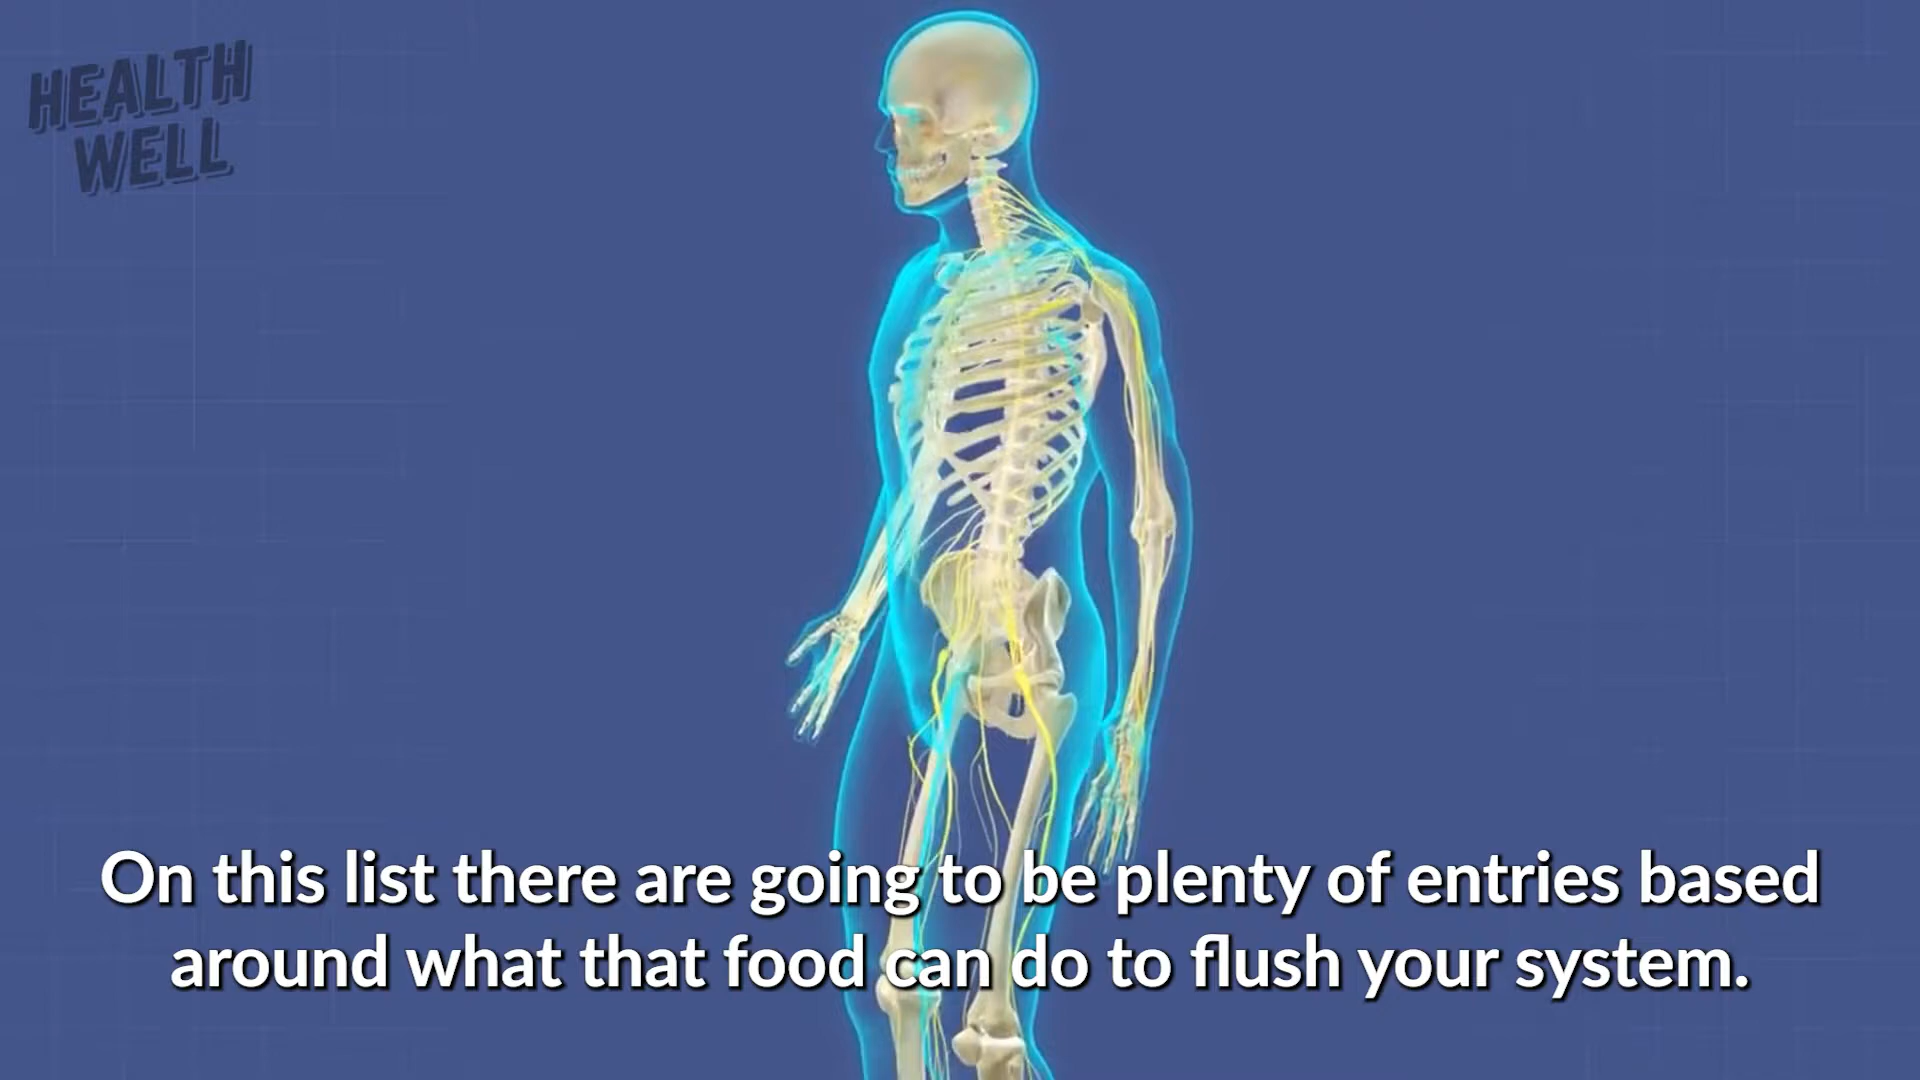 HEALTH
WELL
On this list there are going to be plenty of entries based
around what that food can do to flush your system.